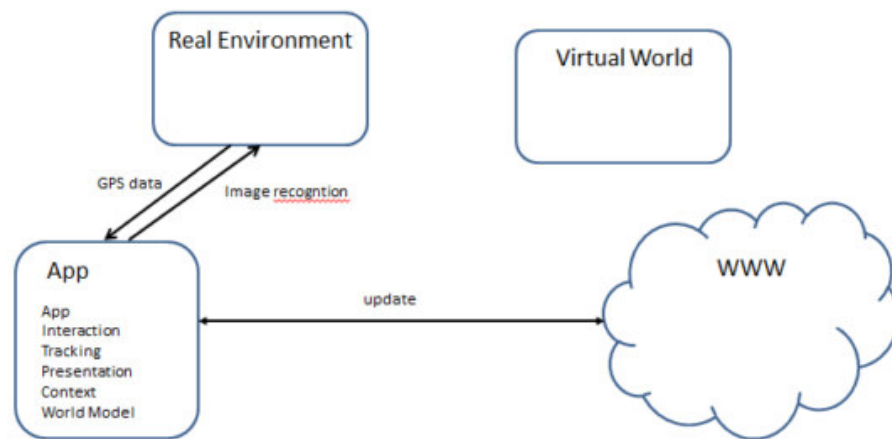 Real Environment
Virtual World
GPS data
Image recogntion
App
App
Interaction
Tracking
Presentation
Context
World Model
update
WWW